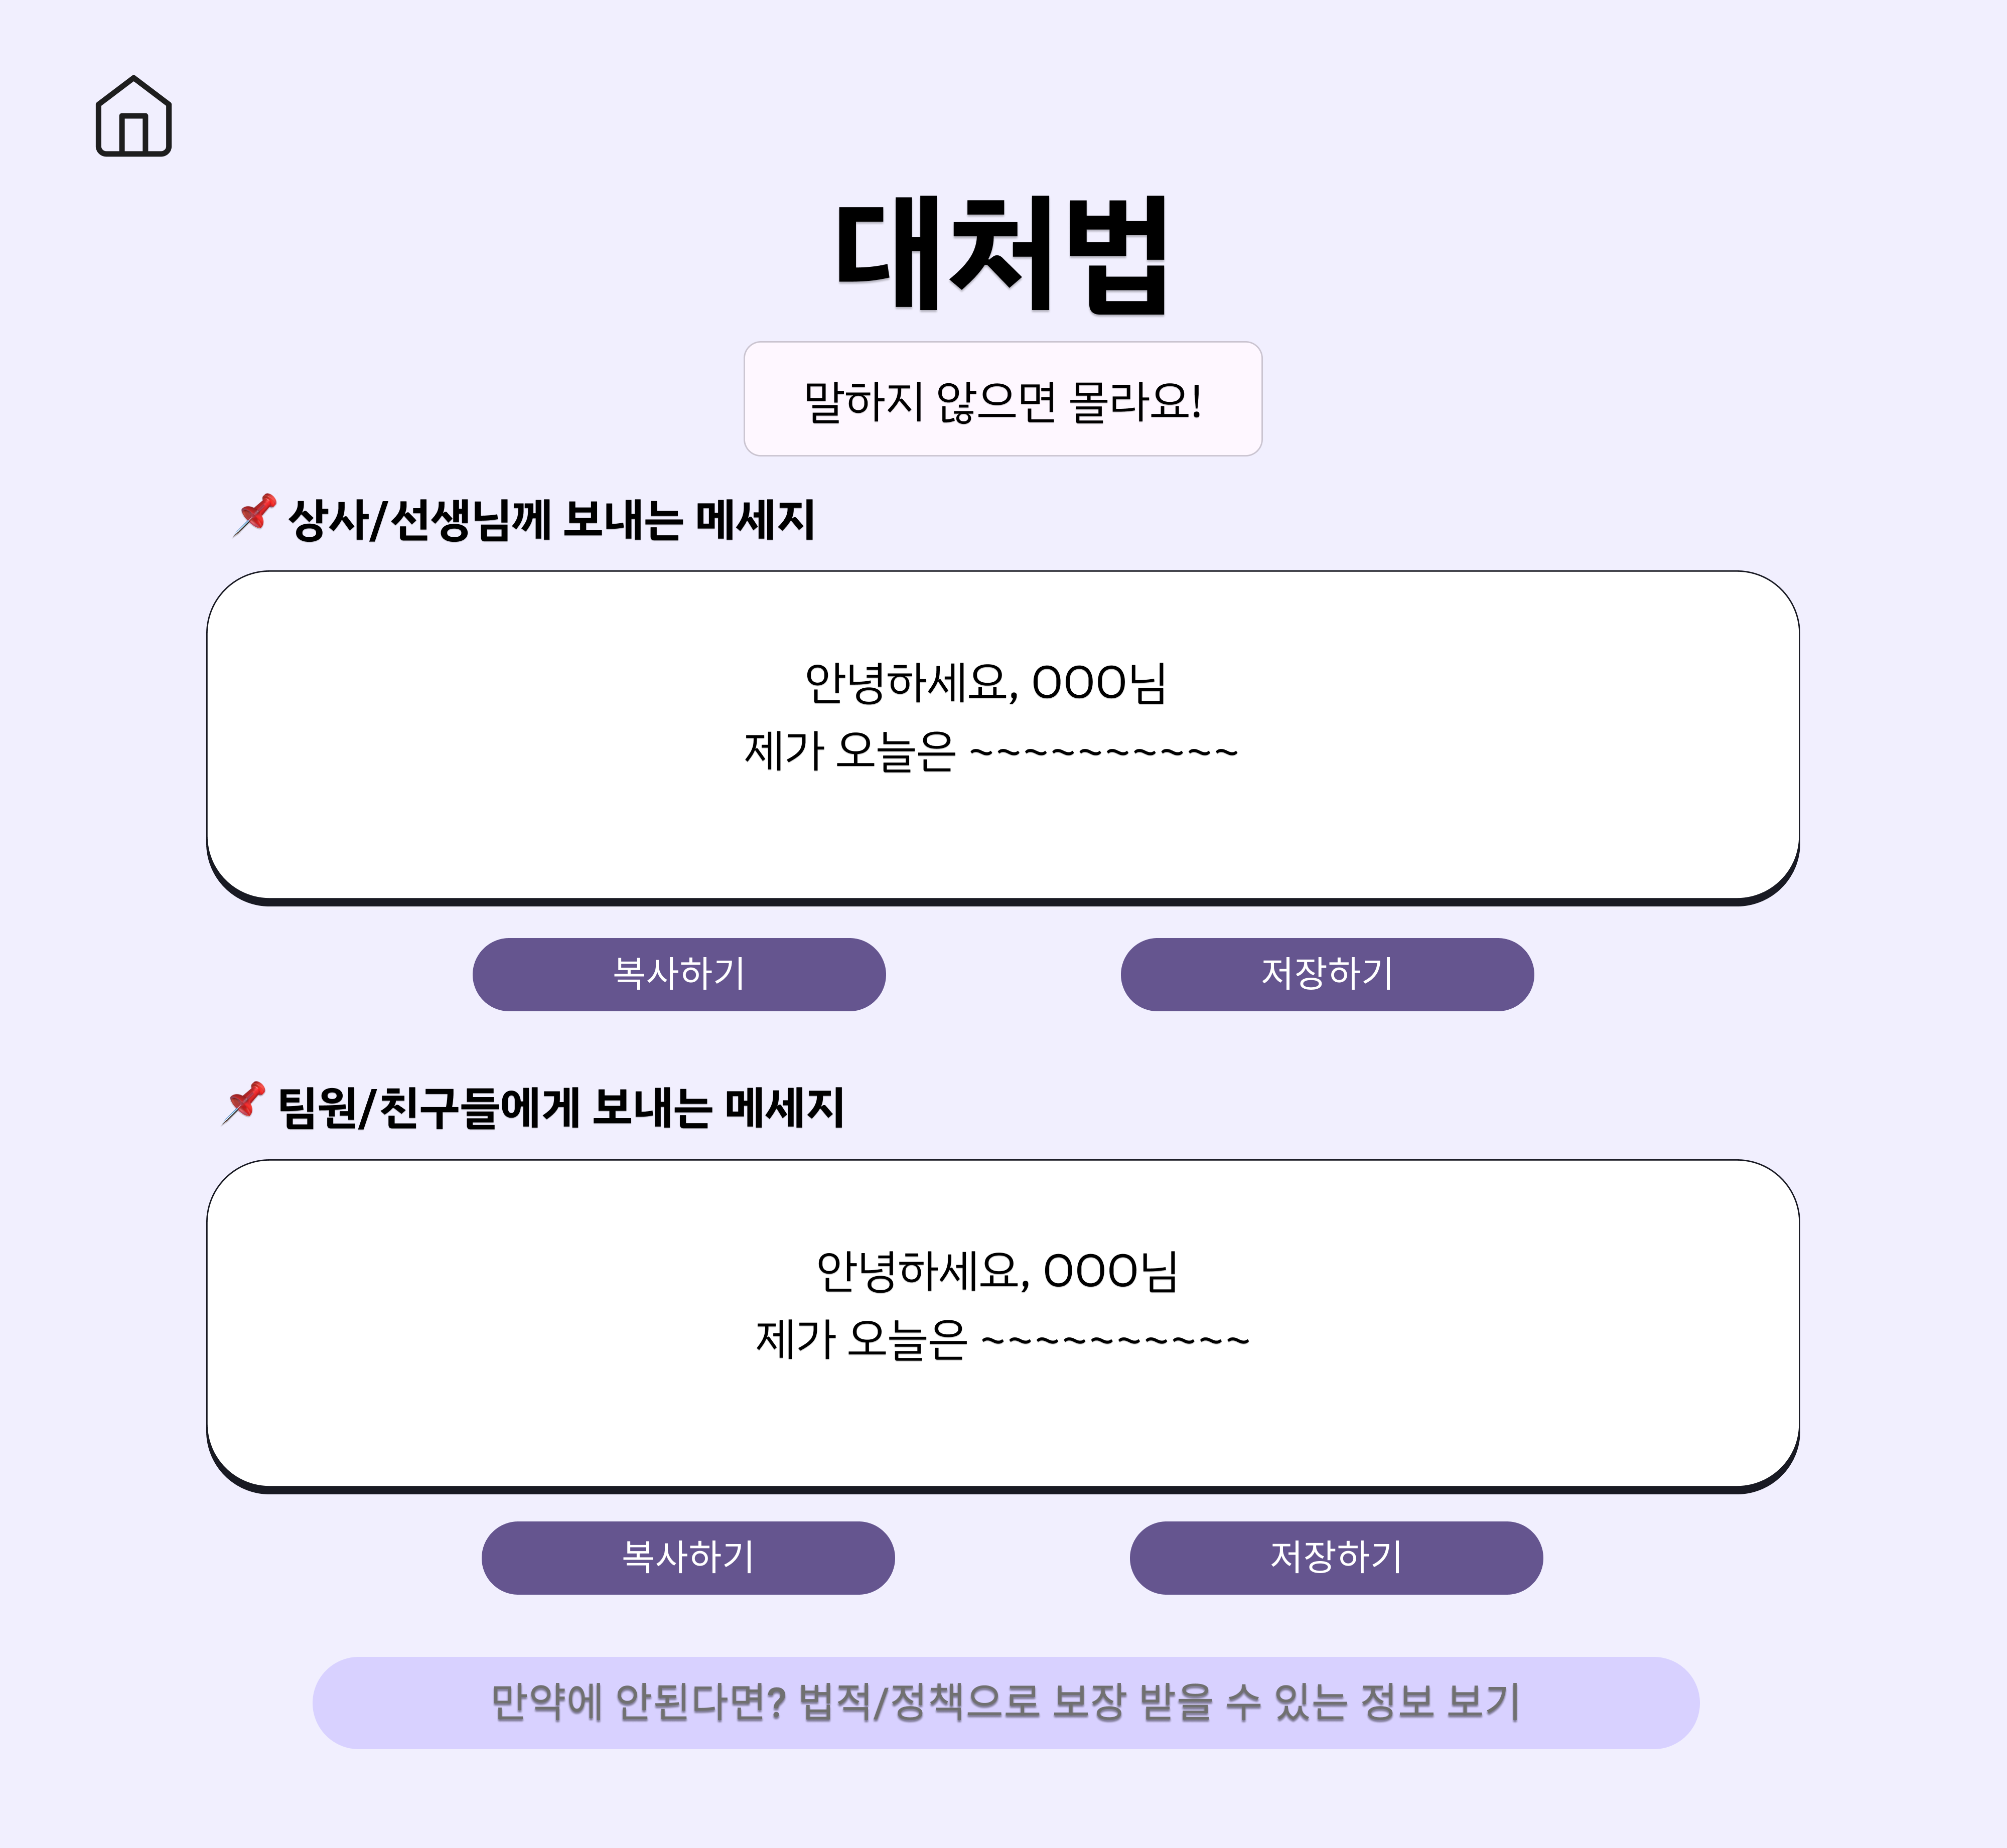 대처법
말하지 않으면 몰라요!
상사/선생님께 보내는 메세지
안녕하세요, OOO님
제가 오늘은 ~~~~~~~~~~
복사하기
저장하기
팀원/친구들에게 보내는 메세지
안녕하세요, OOO님
제가 오늘은 ~~~~~~~~~~
복사하기
저장하기
만약에 안된다면? 법적/정책으로 보장 받을 수 있는 정보 보기